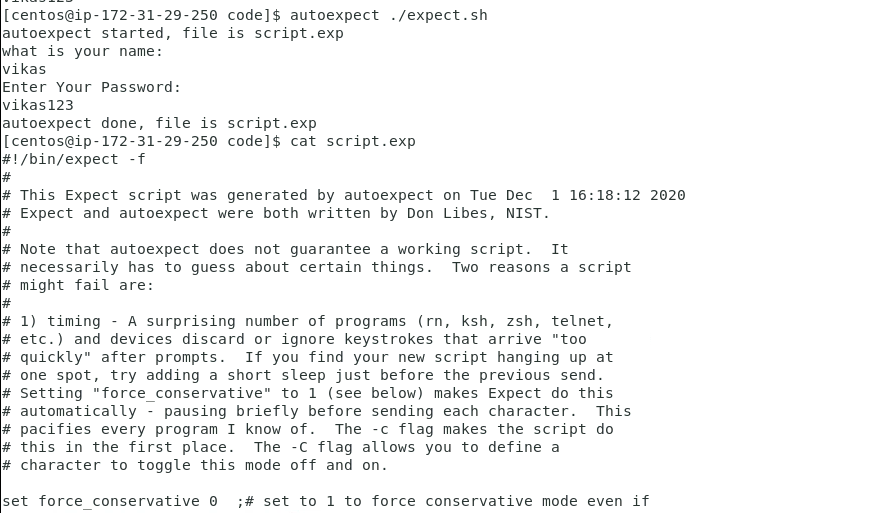 [centos@ip-172-31-29-250 code]$ autoexpect ./expect.sh
autoexpect started, file is script.exp
what is your name:
vikas
Enter Your Password:
vikas123
autoexpect done, file is script.exp
[centos@ip-172-31-29-250 code]$ cat script.exp
#!/bin/expect -f
#
# This Expect script was generated by autoexpect on Tue Dec  1 16:18:12 2020
# Expect and autoexpect were both written by Don Libes, NIST.
#
# Note that autoexpect does not guarantee a working script.  It
# necessarily has to guess about certain things.  Two reasons a script
# might fail are:
#
# 1) timing - A surprising number of programs (rn, ksh, zsh, telnet,
# etc.) and devices discard or ignore keystrokes that arrive "too
# quickly" after prompts.  If you find your new script hanging up at
# one spot, try adding a short sleep just before the previous send.
# Setting "force_conservative" to 1 (see below) makes Expect do this
# automatically - pausing briefly before sending each character.  This
# pacifies every program I know of.  The -c flag makes the script do
# this in the first place.  The -C flag allows you to define a
# character to toggle this mode off and on.

set force_conservative 0  ;# set to 1 to force conservative mode even if